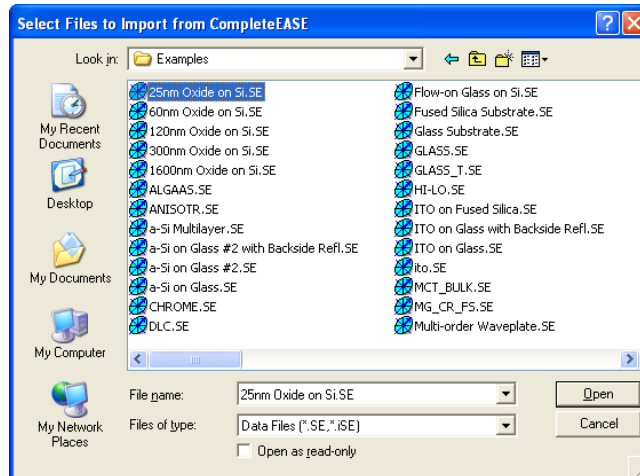 Select Files to Import from CompleteEASE
Look in: Examples
My Recent
Documents
Desktop
My Documents
My Computer
My Network
Places
25nm Oxide on Si.SE
60nm Oxide on Si.SE
120nm Oxide on Si.SE
300nm Oxide on Si.SE
1600nm Oxide on Si.SE
ALGAAS.SE
ANISOTR.SE
a-Si Multilayer.SE
a-Si on Glass #2 with Backside Refl.SE
a-Si on Glass #2.SE
a-Si on Glass.SE
CHROME.SE
DLC.SE
Flow-on Glass on Si.SE
Fused Silica Substrate.SE
Glass Substrate.SE
GLASS.SE
GLASS_T.SE
HI-LO.SE
ITO on Fused Silica.SE
ITO on Glass with Backside Refl.SE
ITO on Glass.SE
ito.SE
MCT_BULK.SE
MG_CR_FS.SE
Multi-order Waveplate.SE
File name: 25nm Oxide on Si.SE Open
Files of type: Data Files (*.SE,*.iSE) Cancel
Open as read-only